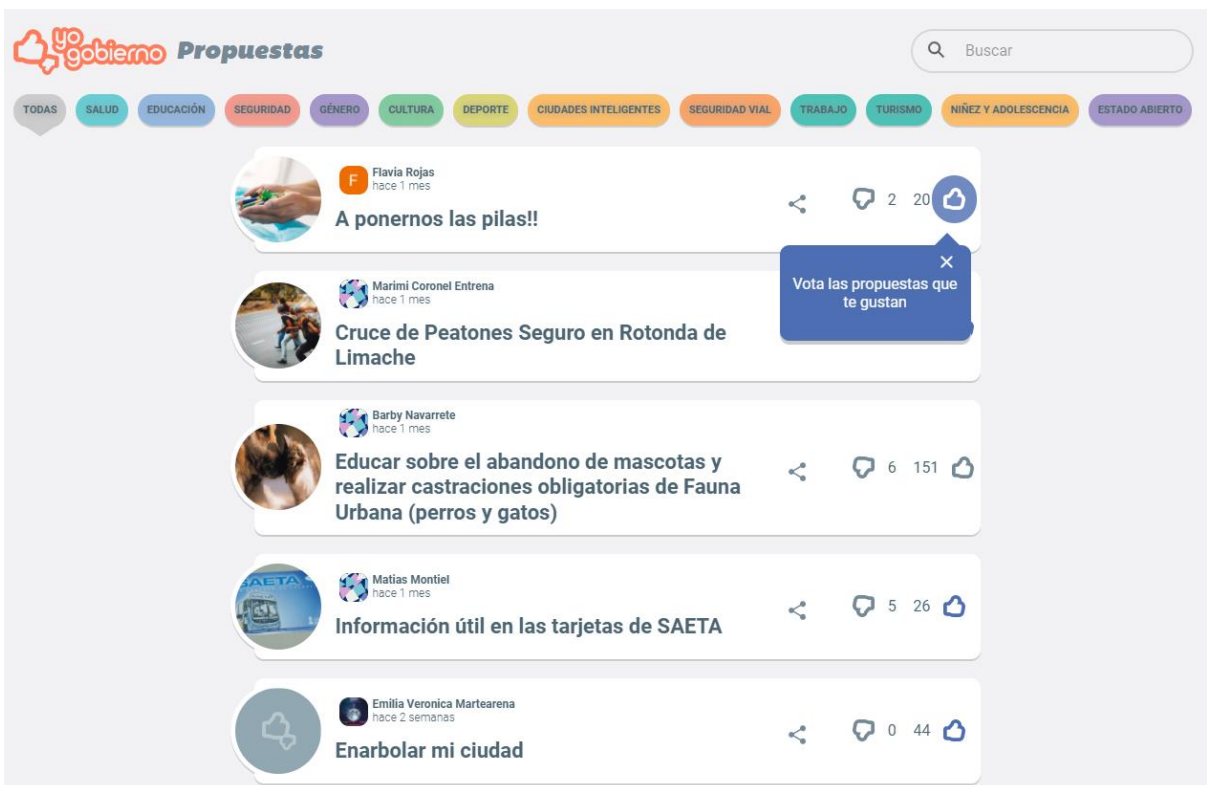 yo
gobierno Propuestas
Buscar
TODAS SALUD EDUCACIÓN SEGURIDAD GÉNERO CULTURA DEPORTE CIUDADES INTELIGENTES SEGURIDAD VIAL TRABAJO TURISMO NIÑEZ Y ADOLESCENCIA ESTADO ABIERTO
F
Flavia Rojas
hace 1 mes
A ponernos las pilas!!
2 20
Vota las propuestas que
te gustan
Marimi Coronel Entrena
hace 1 mes
Cruce de Peatones Seguro en Rotonda de
Limache
Barby Navarrete
hace 1 mes
Educar sobre el abandono de mascotas y
realizar castraciones obligatorias de Fauna
Urbana (perros y gatos)
6 151
SAETA
Matias Montiel
hace 1 mes
Información útil en las tarjetas de SAETA
5 26
Emilia Veronica Martearena
hace 2 semanas
Enarbolar mi ciudad
0 44